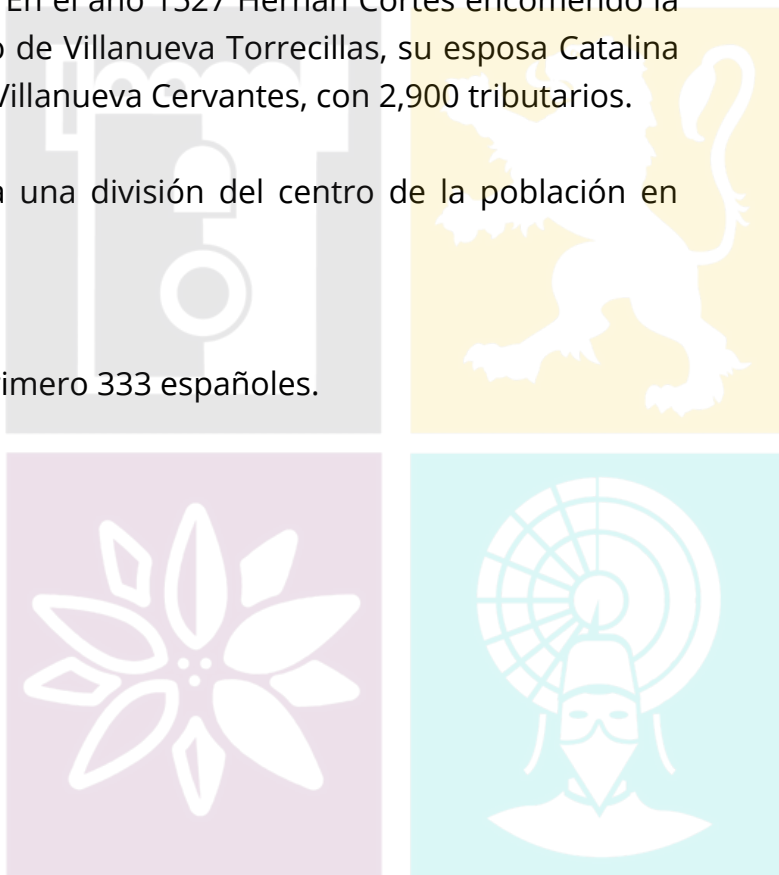 En el año 1527 Hernán Cortés encomendó la
de Villanueva Torrecillas, su esposa Catalina
Villanueva Cervantes, con 2,900 tributarios.
una división del centro de la población en
333 españoles.